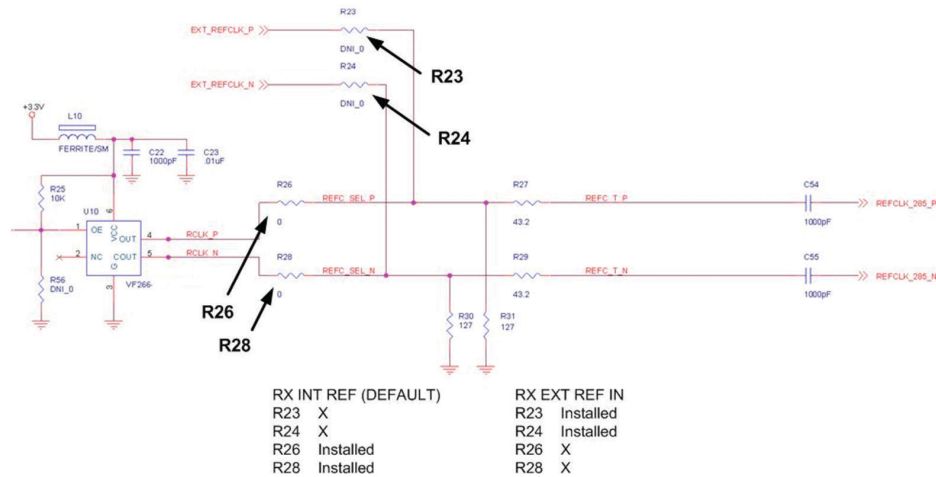 R23
EXT_REFCLK_P
DNI_0
R23
R24
EXT_REFCLK_N
DNI_0
R24
+3.3V
L10
FERRITE/SM
C22
1000pF
C23
.01uF
R25
10K
U10
6
VCC
1
OE
OUT
4
RCLK_P
2
NC
COUT
5
RCLK_N
G
3
VF266-
R56
DNI_0
R26
REFC_SEL_P
0
R27
REFC_T_P
43.2
C54
1000pF
REFCLK_285_P
R28
REFC_SEL_N
0
R29
REFC_T_N
43.2
C55
1000pF
REFCLK_285_N
R26
R28
R30
127
R31
127
RX INT REF (DEFAULT)
R23 X
R24 X
R26 Installed
R28 Installed
RX EXT REF IN
R23 Installed
R24 Installed
R26 X
R28 X